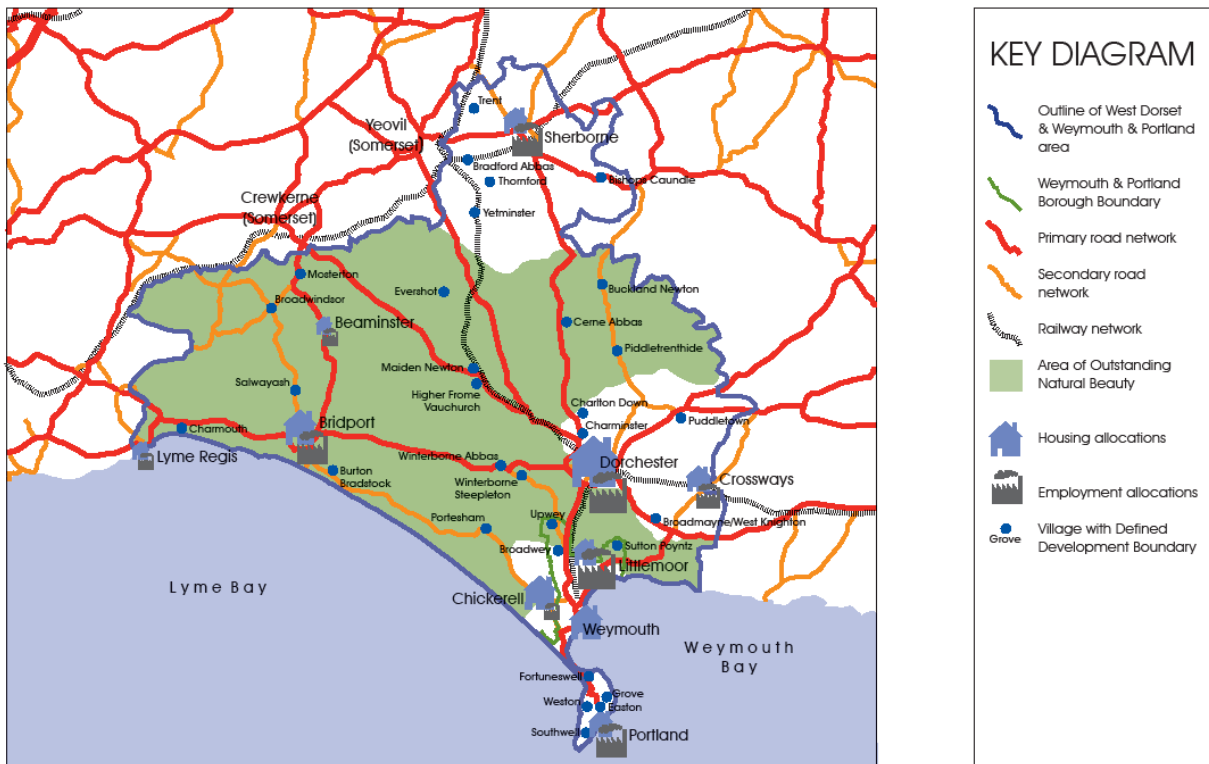 Trent
Yeovil
(Somerset)
Sherborne
Bradford Abbas
Thornford
Bishops Caundle
Crewkerne
(Somerset)
Yetminster
Mosterton
Evershot
Buckland Newton
Broadwindsor
Beaminster
Cerne Abbas
Piddletrenthide
Maiden Newton
Salwayash
Higher Frome
Vauchurch
Charlton Down
Charmouth
Bridport
Charminster
Puddletown
Lyme Regis
Winterborne Abbas
Dorchester
Burton
Bradstock
Winterborne
Steepleton
Crossways
Portesham
Upwey
Broadmayne/West Knighton
Broadwey
Sutton Poyntz
Littlemoor
Lyme Bay
Chickerell
Weymouth
Weymouth
Bay
Fortuneswell
Grove
Weston
Easton
Southwell
Portland
KEY DIAGRAM
Outline of West Dorset
& Weymouth & Portland
area
Weymouth & Portland
Borough Boundary
Primary road network
Secondary road
network
Railway network
Area of Outstanding
Natural Beauty
Housing allocations
Employment allocations
Grove
Village with Defined
Development Boundary